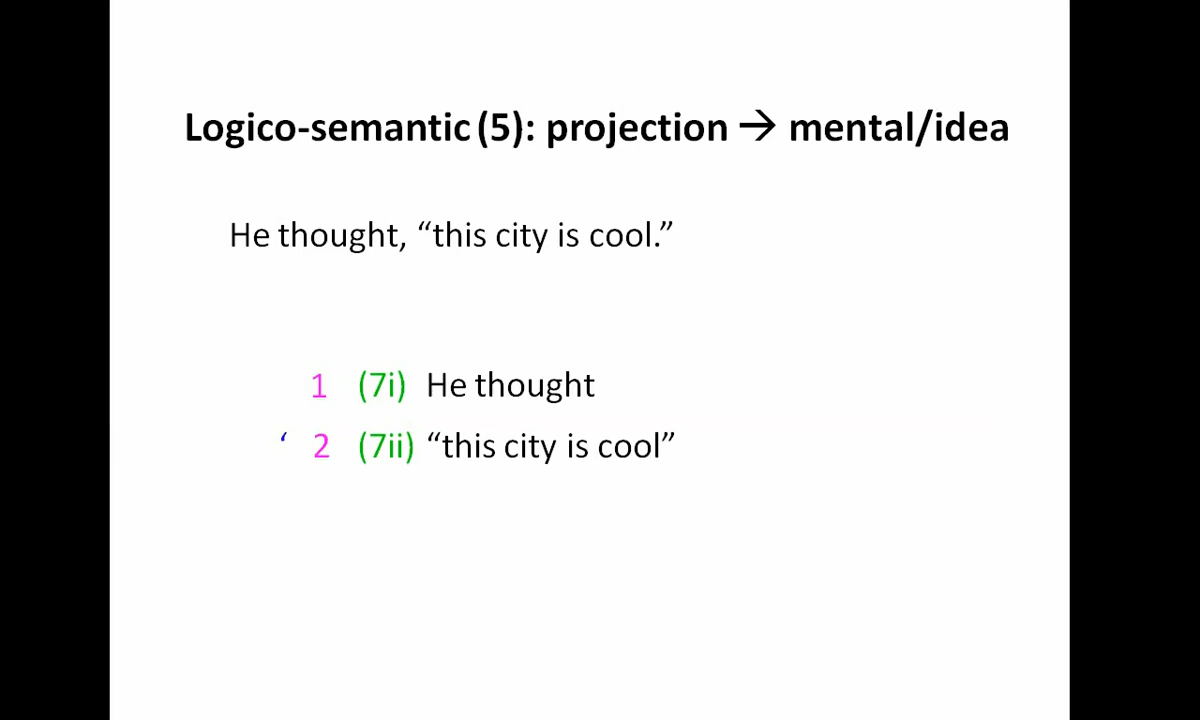 Logico-semantic (5): projection → mental/idea
He thought, “this city is cool.”
1 (7i) He thought
‘ 2 (7ii) “this city is cool”